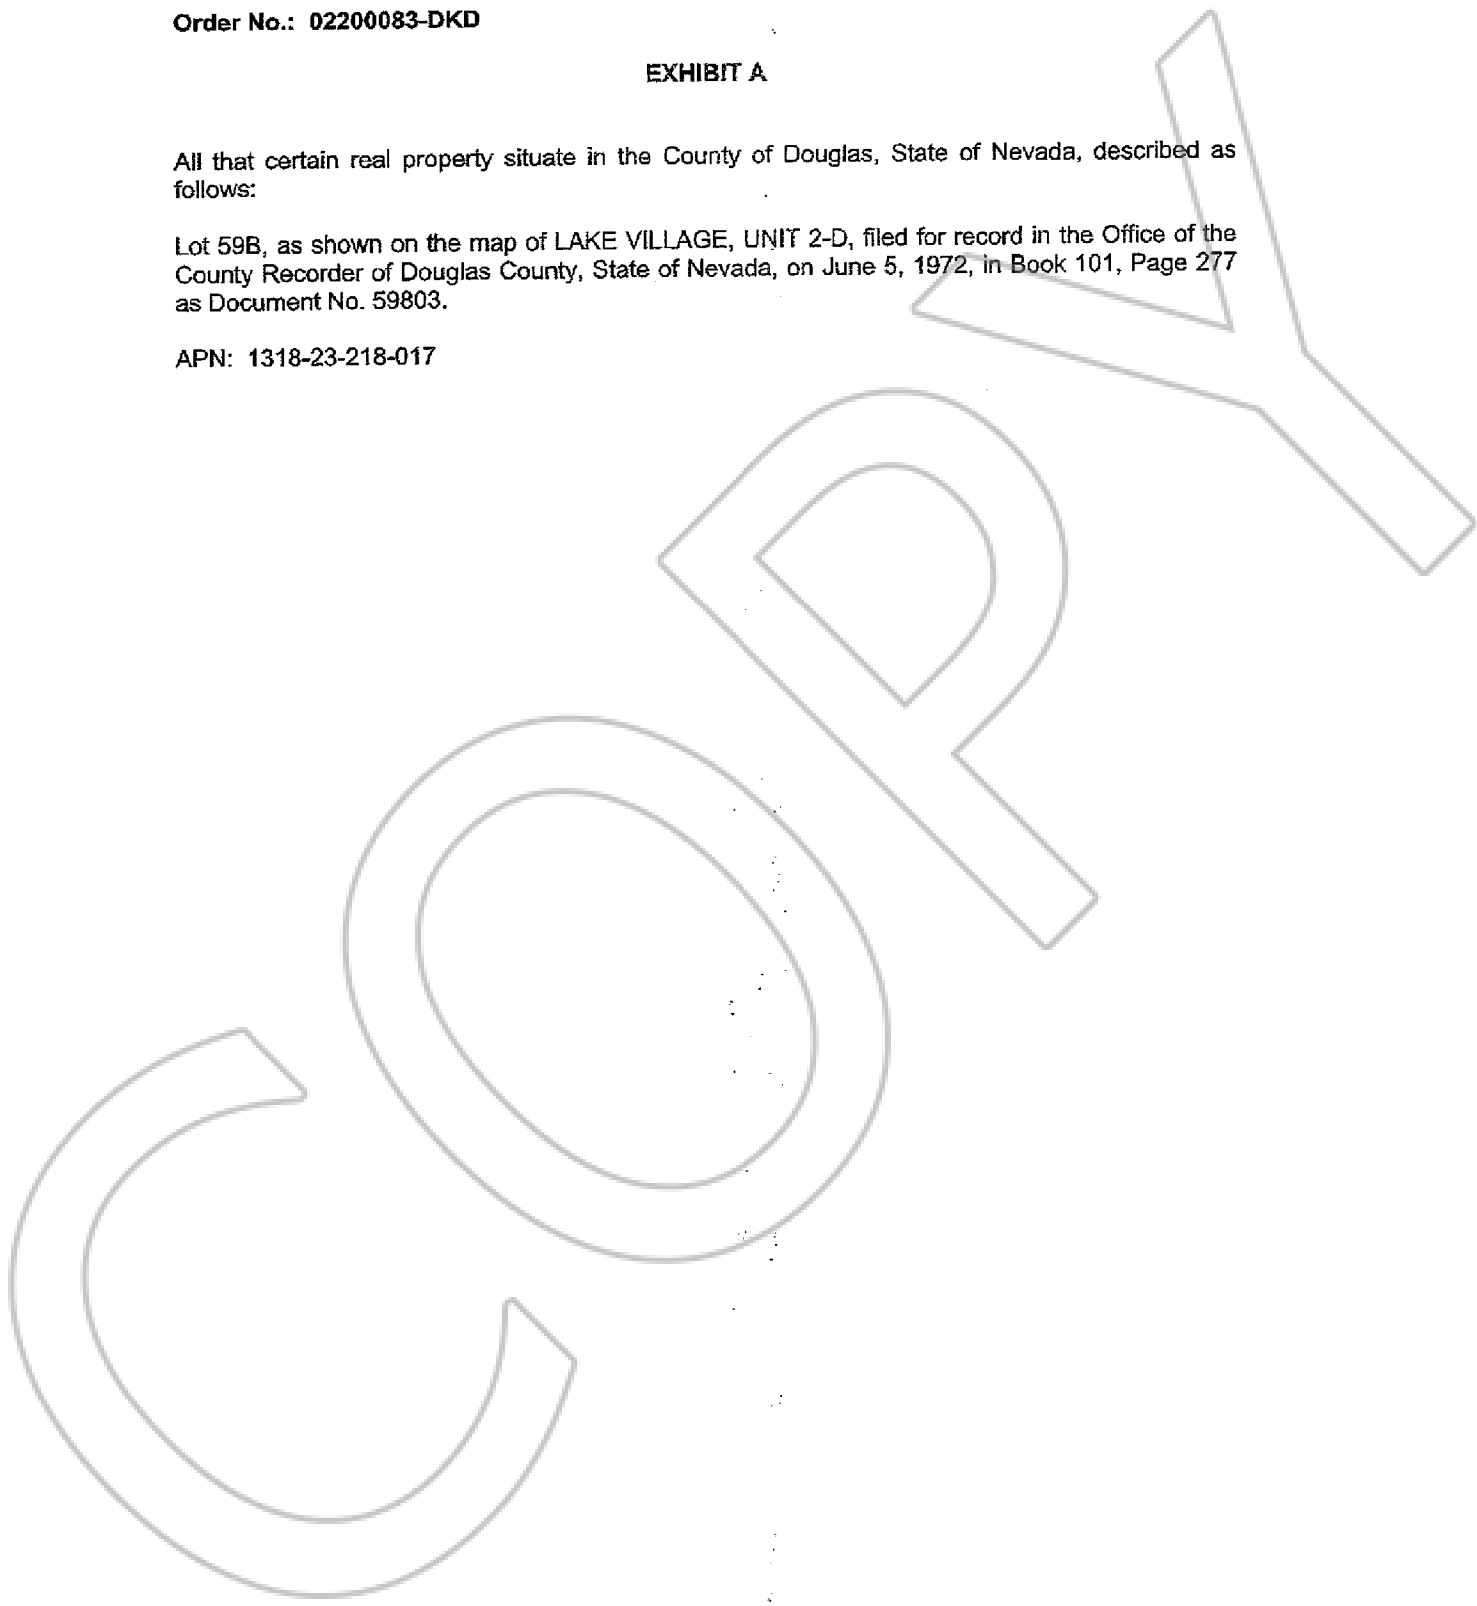 Order No.: 02200083-DKD
EXHIBIT A
All that certain real property situate in the County of Douglas, State of Nevada, described as
follows:
Lot 59B, as shown on the map of LAKE VILLAGE, UNIT 2-D, filed for record in the Office of the
County Recorder of Douglas County, State of Nevada, on June 5, 1972, in Book 101, Page 277
as Document No. 59803.
APN: 1318-23-218-017
COPY